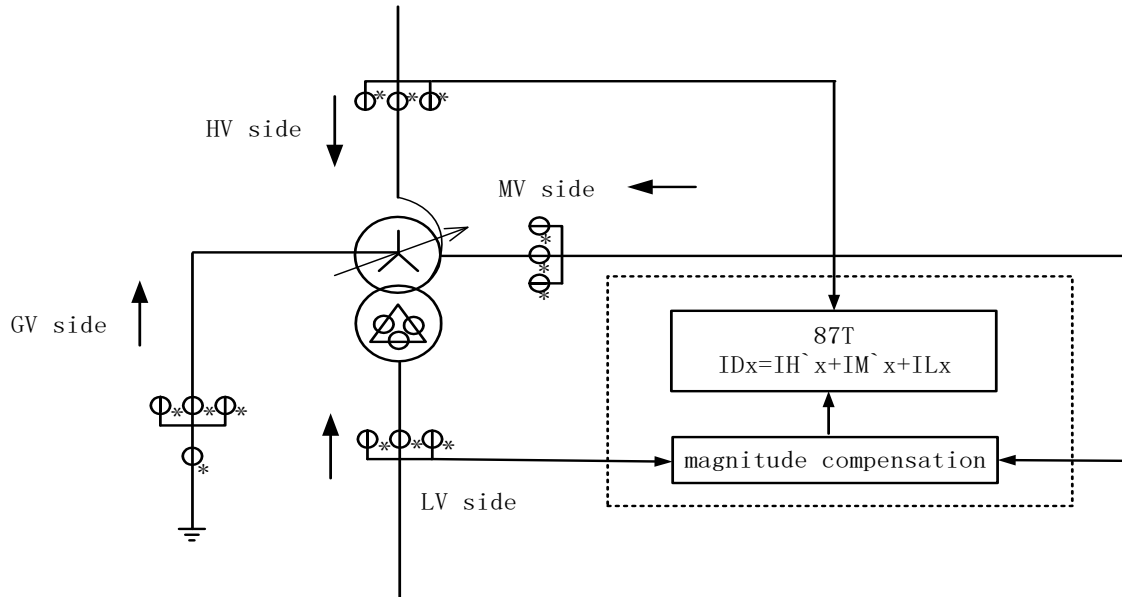 HV side
MV side
GV side
87T
IDx=IH`x+IM`x+ILx
magnitude compensation
LV side